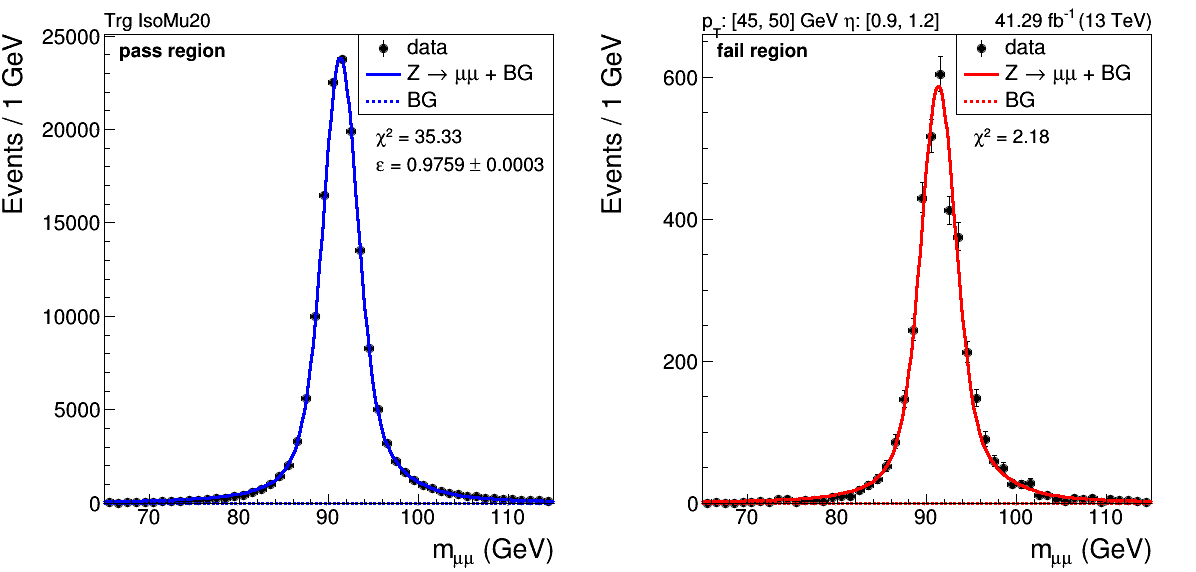 Trg IsoMu20
pass region
data
Z → μμ + BG
BG
χ² = 35.33
ε = 0.9759 ± 0.0003
Events / 1 GeV
25000
20000
15000
10000
5000
0
70 80 90 100 110
m_μμ (GeV)
p_T: [45, 50] GeV η: [0.9, 1.2] 41.29 fb⁻¹ (13 TeV)
fail region
data
Z → μμ + BG
BG
χ² = 2.18
Events / 1 GeV
600
400
200
0
70 80 90 100 110
m_μμ (GeV)